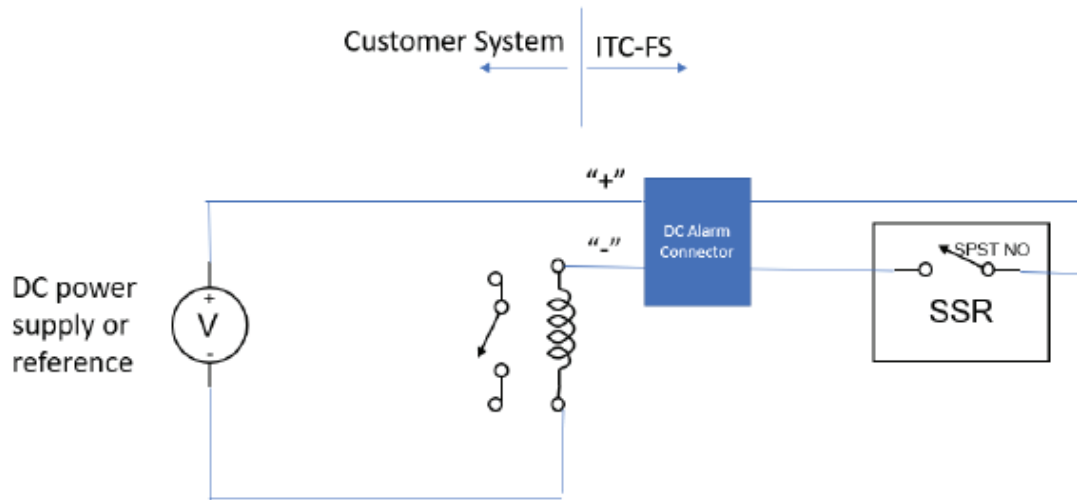 Customer System
ITC-FS
“+”
DC Alarm
Connector
“-”
SPST NO
SSR
DC power
supply or
reference
+
V
-